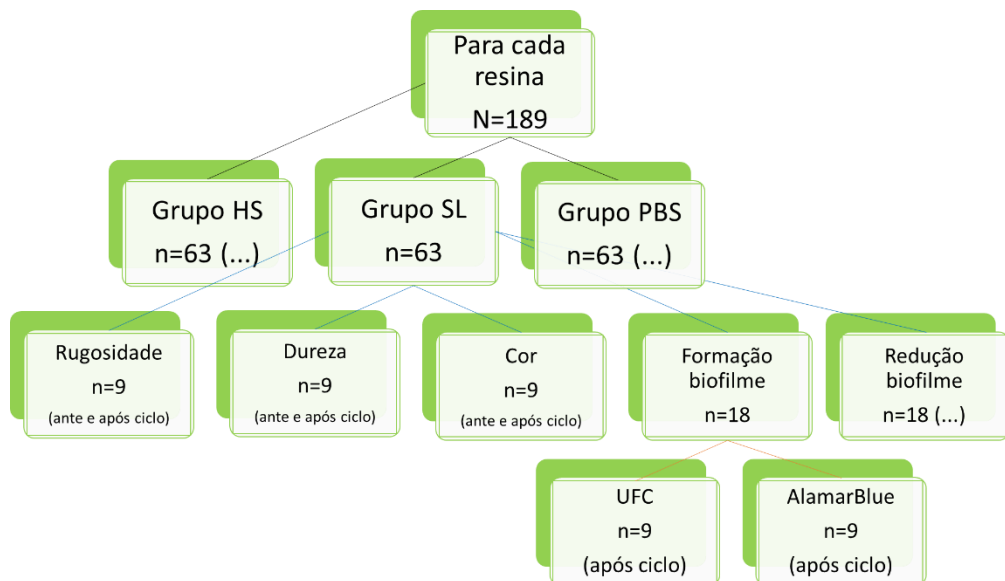 Para cada
resina
N=189
Grupo HS
n=63 (...)
Grupo SL
n=63
Grupo PBS
n=63 (...)
Rugosidade
n=9
(ante e após ciclo)
Dureza
n=9
(ante e após ciclo)
Cor
n=9
(ante e após ciclo)
Formação
biofilme
n=18
Redução
biofilme
n=18 (...)
UFC
n=9
(após ciclo)
AlamarBlue
n=9
(após ciclo)